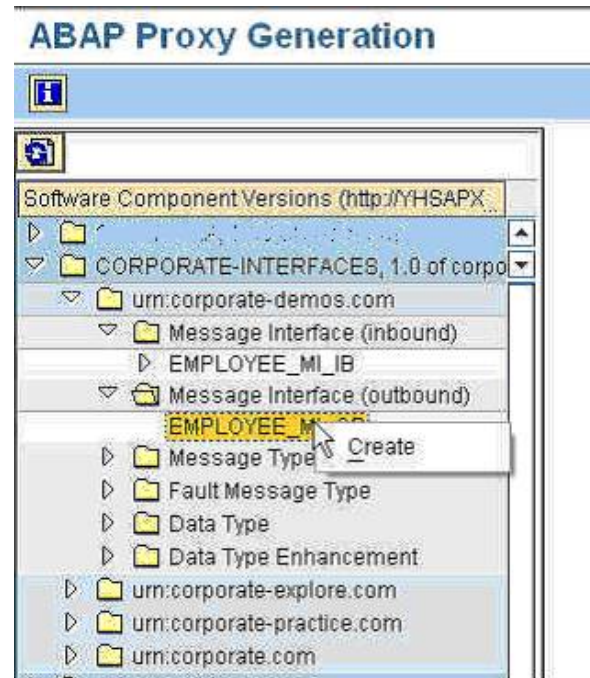 ABAP Proxy Generation
Software Component Versions (http://YHSAPX
CORPORATE-INTERFACES, 1.0 of corpo
urn:corporate-demos.com
Message Interface (inbound)
EMPLOYEE_MI_IB
Message Interface (outbound)
EMPLOYEE_M
Create
Message Type
Fault Message Type
Data Type
Data Type Enhancement
urn:corporate-explore.com
urn:corporate-practice.com
urn:corporate.com